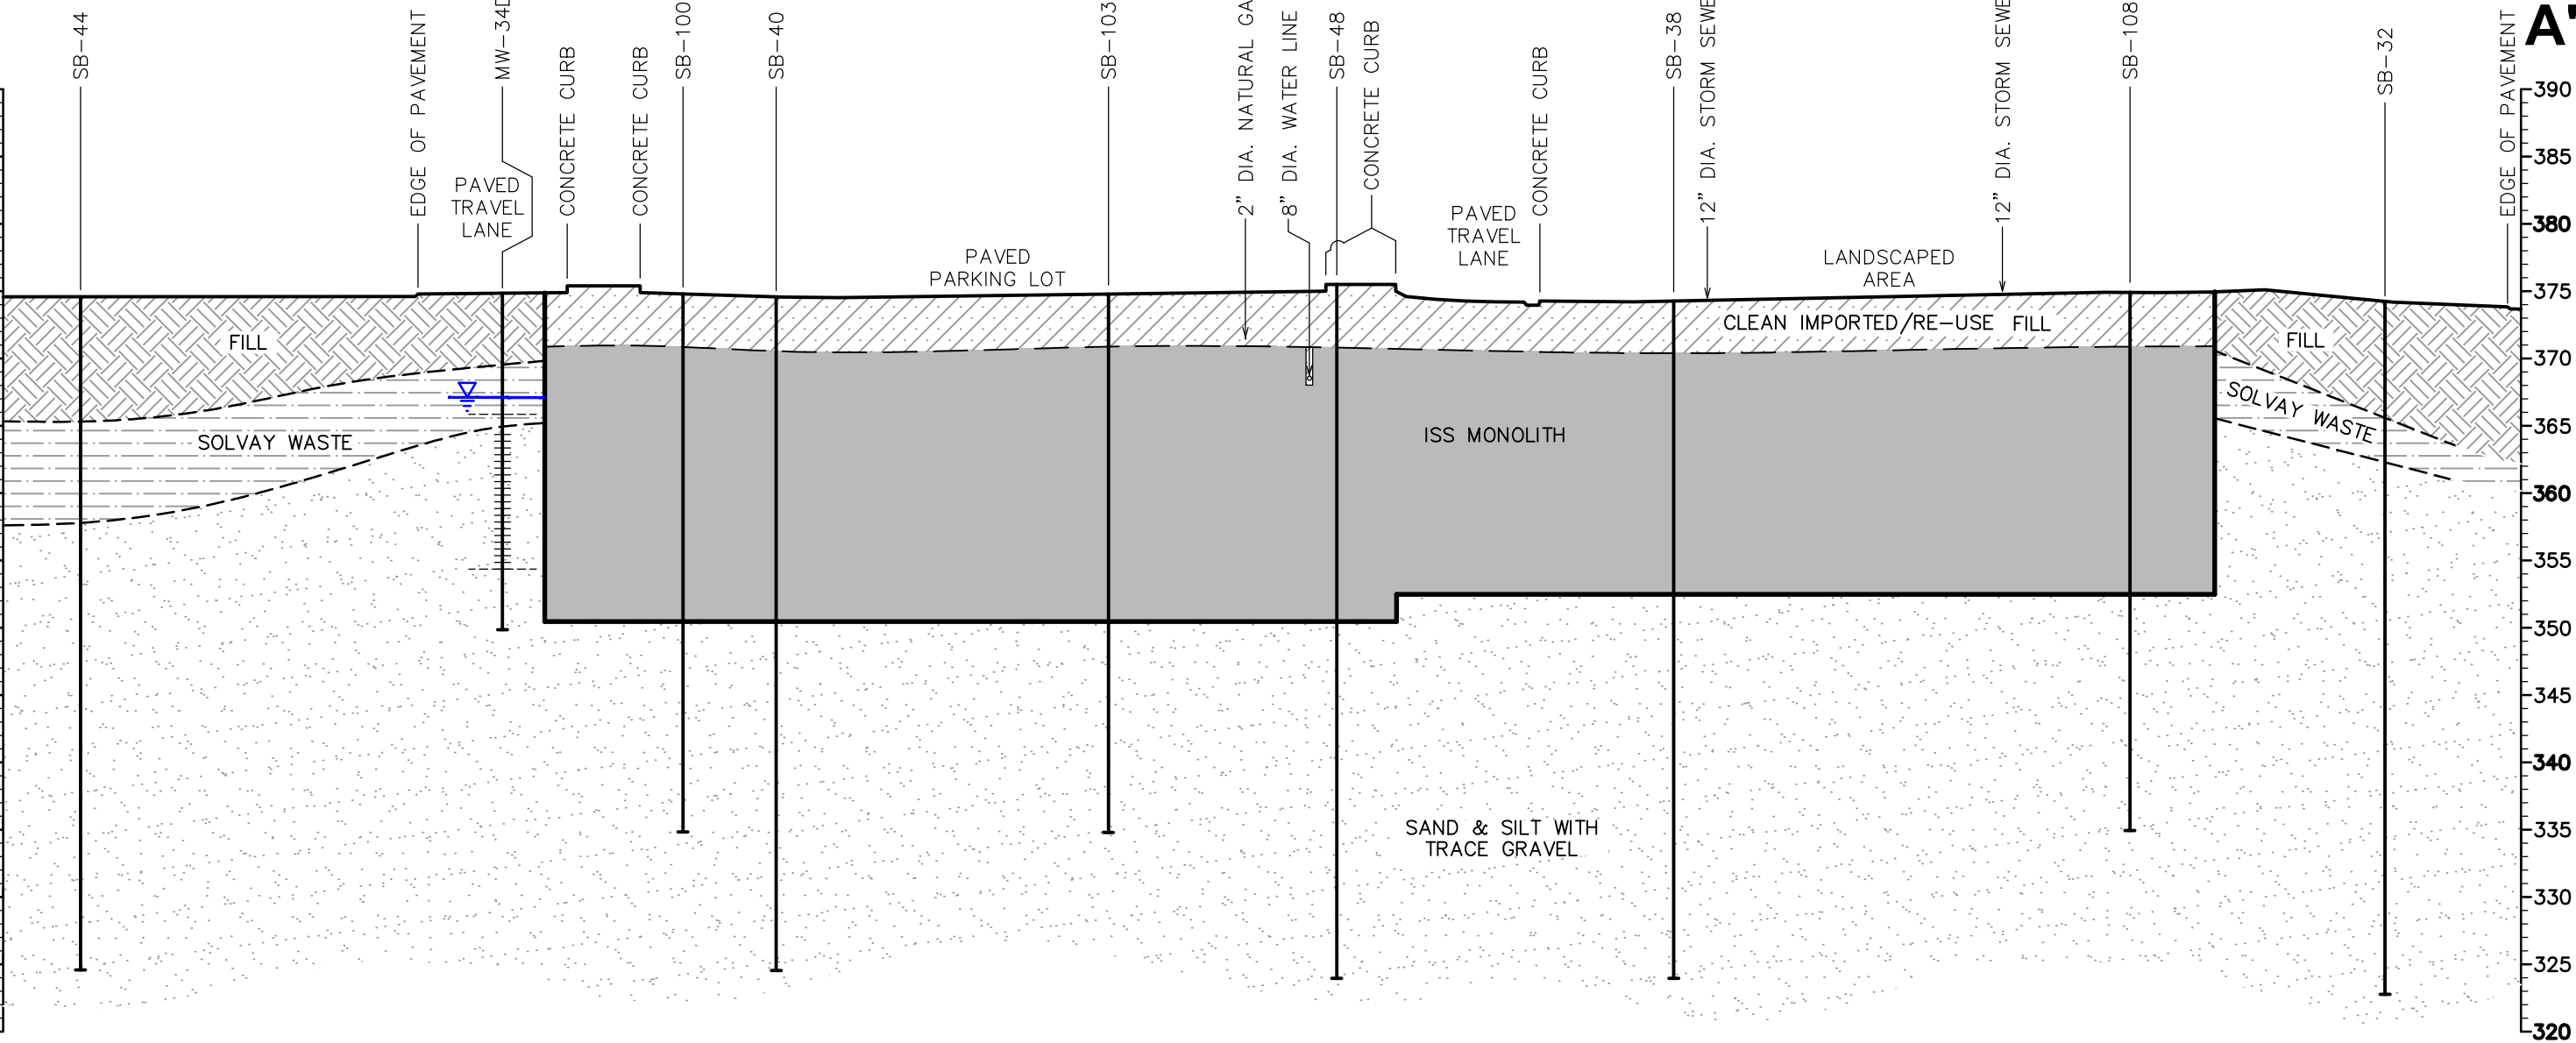 SB-44
EDGE OF PAVEMENT
MW-34D
CONCRETE CURB
CONCRETE CURB
SB-100
SB-40
SB-103
2" DIA. NATURAL GA
8" DIA. WATER LINE
SB-48
CONCRETE CURB
CONCRETE CURB
SB-38
12" DIA. STORM SEWE
12" DIA. STORM SEWE
SB-108
SB-32
EDGE OF PAVEMENT
A'
PAVED
TRAVEL
LANE
PAVED
PARKING LOT
PAVED
TRAVEL
LANE
LANDSCAPED
AREA
FILL
CLEAN IMPORTED/RE-USE FILL
FILL
SOLVAY WASTE
ISS MONOLITH
SOLVAY WASTE
SAND & SILT WITH
TRACE GRAVEL
390
385
380
375
370
365
360
355
350
345
340
335
330
325
320